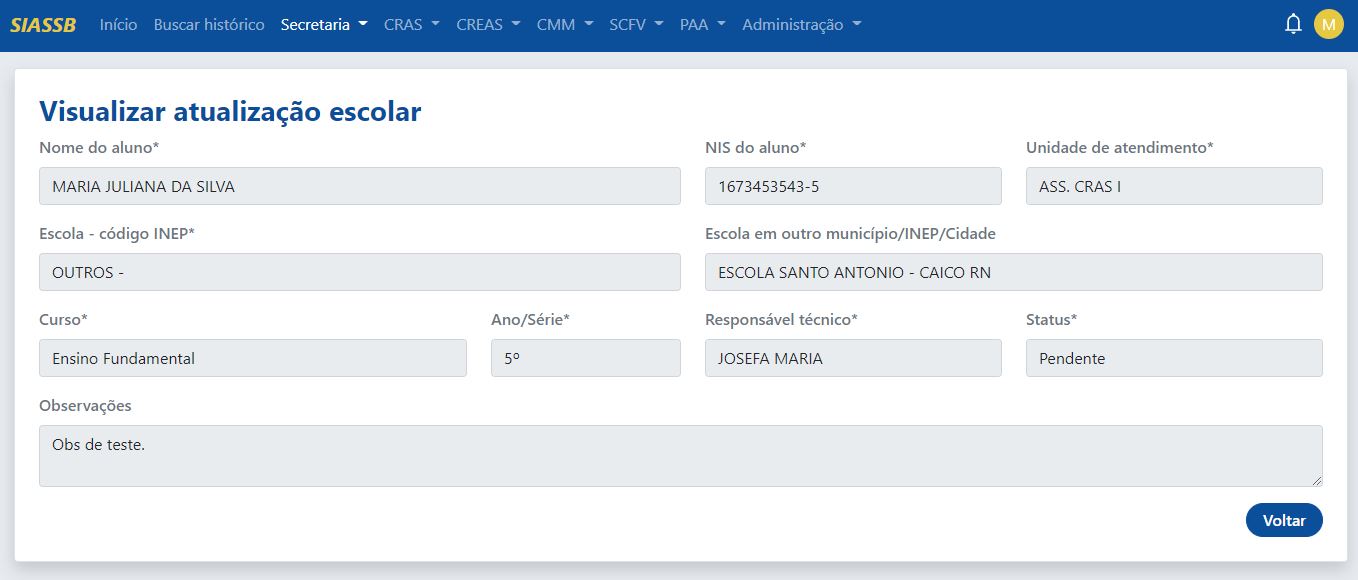 SIASSB Início Buscar histórico Secretaria CRAS CREAS CMM SCFV PAA Administração M
Visualizar atualização escolar
Nome do aluno* NIS do aluno* Unidade de atendimento*
MARIA JULIANA DA SILVA 1673453543-5 ASS. CRAS I
Escola - código INEP* Escola em outro município/INEP/Cidade
OUTROS - ESCOLA SANTO ANTONIO - CAICO RN
Curso* Ano/Série* Responsável técnico* Status*
Ensino Fundamental 5º JOSEFA MARIA Pendente
Observações
Obs de teste.
Voltar